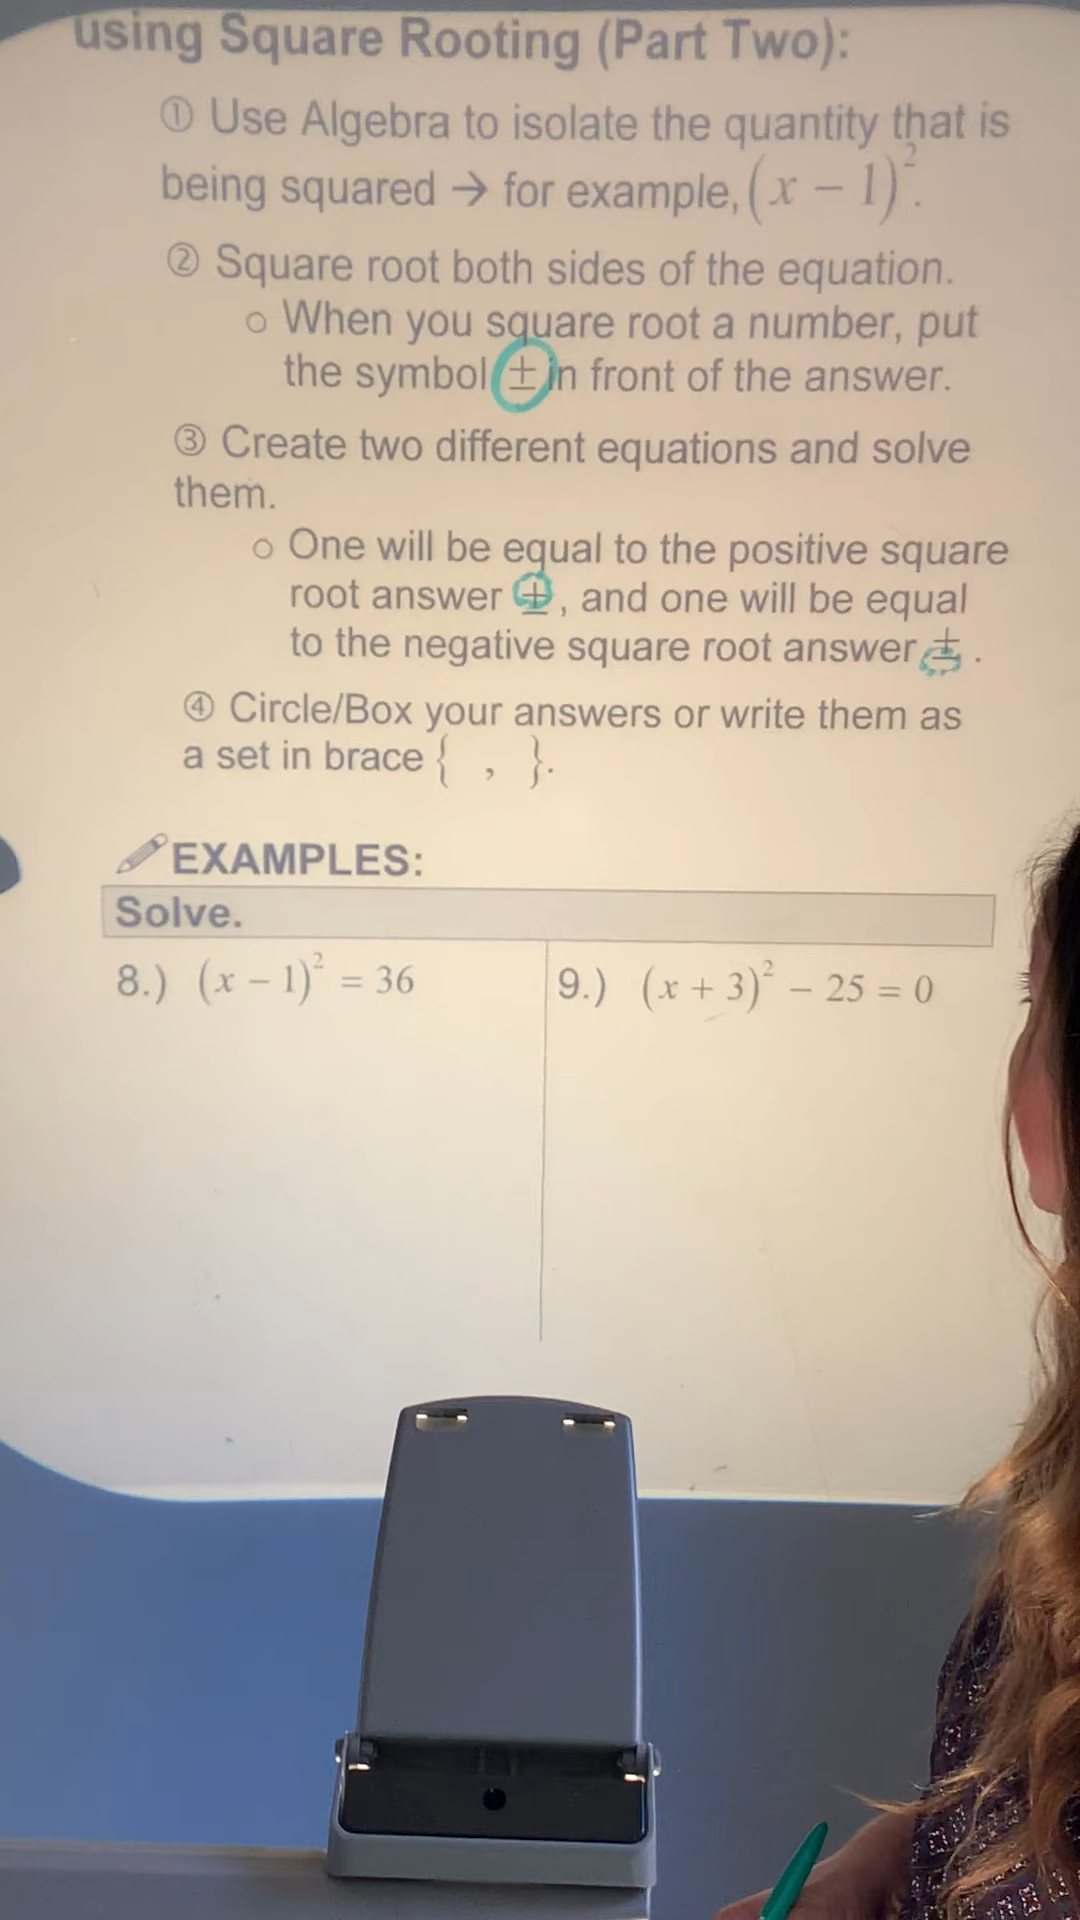 using Square Rooting (Part Two):
① Use Algebra to isolate the quantity that is
being squared → for example, (x − 1)².
② Square root both sides of the equation.
○ When you square root a number, put
the symbol ± in front of the answer.
③ Create two different equations and solve
them.
○ One will be equal to the positive square
root answer ±, and one will be equal
to the negative square root answer ±.
④ Circle/Box your answers or write them as
a set in brace { , }.
EXAMPLES:
Solve.
8.) (x − 1)² = 36
9.) (x + 3)² − 25 = 0